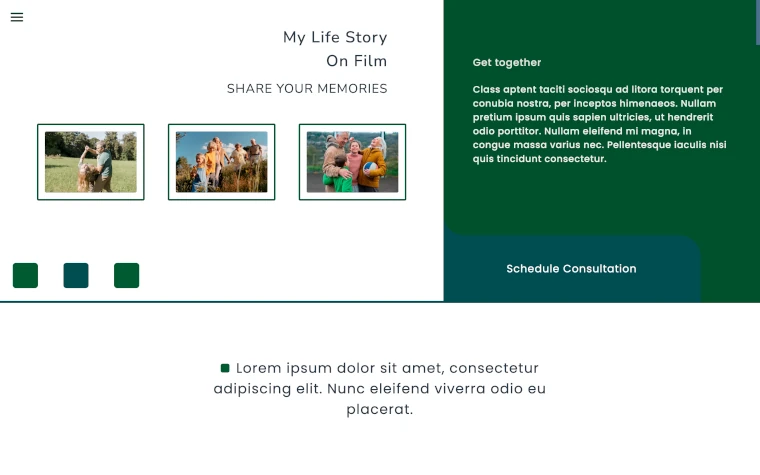 My Life Story
On Film
SHARE YOUR MEMORIES
Get together
Class aptent taciti sociosqu ad litora torquent per
conubia nostra, per inceptos himenaeos. Nullam
pretium ipsum quis sapien ultricies, ut hendrerit
odio porttitor. Nullam eleifend mi magna, in
congue massa varius nec. Pellentesque iaculis nisi
quis tincidunt consectetur.
Schedule Consultation
Lorem ipsum dolor sit amet, consectetur
adipiscing elit. Nunc eleifend viverra odio eu
placerat.